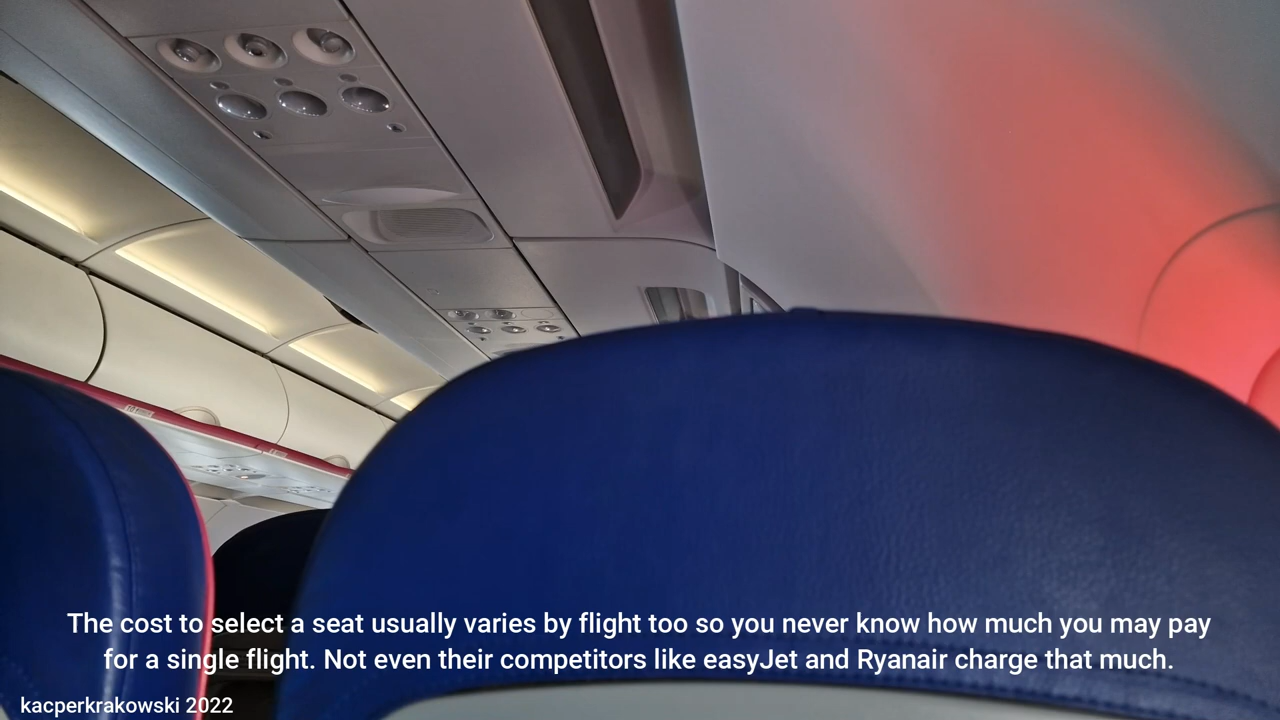 The cost to select a seat usually varies by flight too so you never know how much you may pay
for a single flight. Not even their competitors like easyJet and Ryanair charge that much.
kacperkrakowski 2022